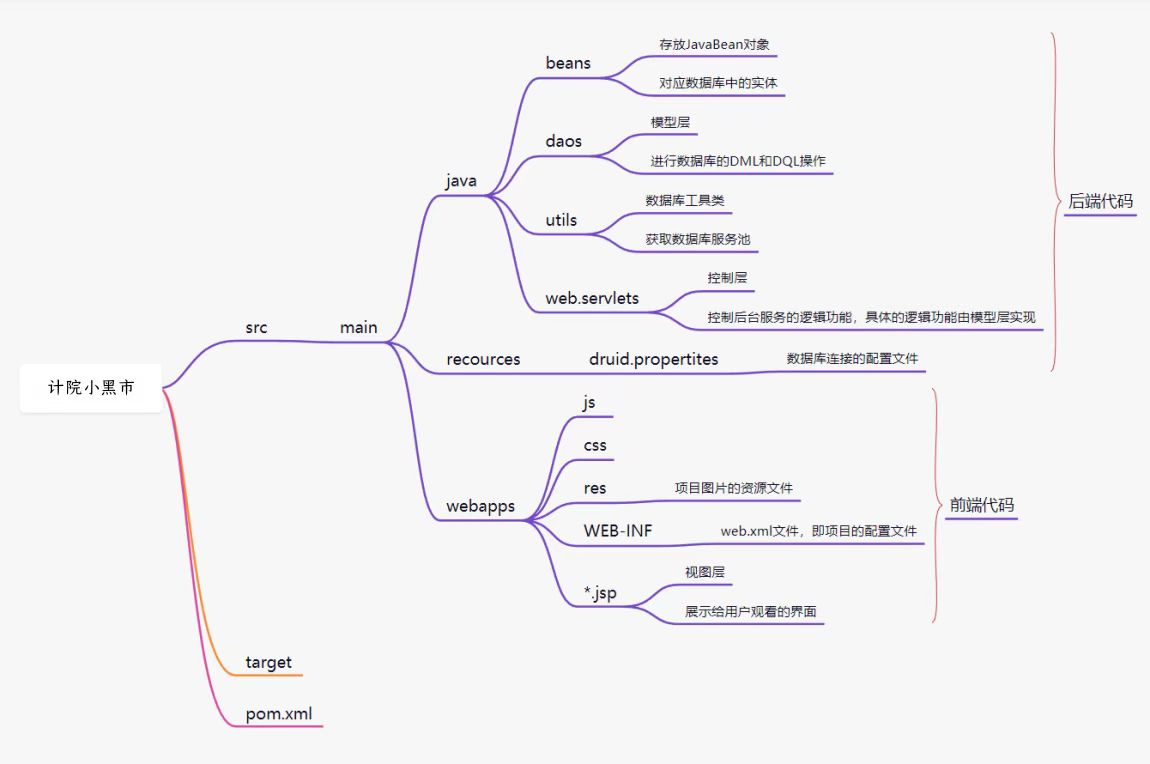 计院小黑市
src
main
java
beans
存放JavaBean对象
对应数据库中的实体
daos
模型层
进行数据库的DML和DQL操作
utils
数据库工具类
获取数据库服务池
web.servlets
控制层
控制后台服务的逻辑功能，具体的逻辑功能由模型层实现
recources
druid.propertites
数据库连接的配置文件
后端代码
webapps
js
css
res
项目图片的资源文件
WEB-INF
web.xml文件，即项目的配置文件
*.jsp
视图层
展示给用户观看的界面
前端代码
target
pom.xml